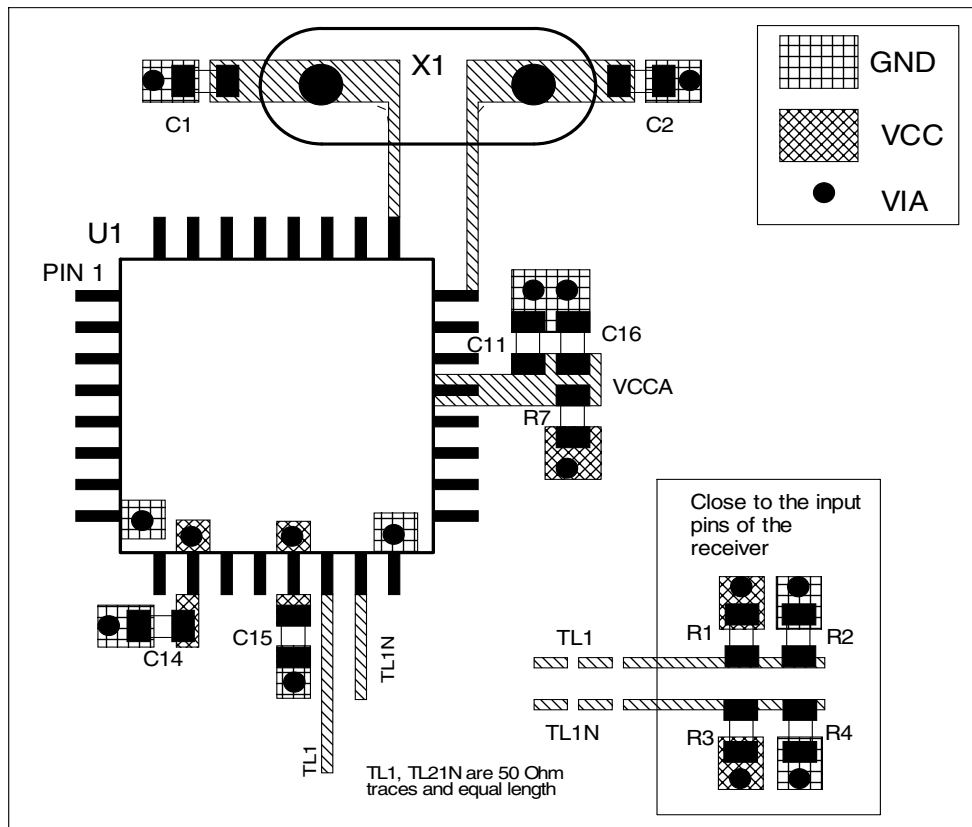 X1
GND
C1
C2
VCC
VIA
U1
PIN 1
C11
C16
VCCA
R7
Close to the input
pins of the
receiver
C14
C15
TL1N
TL1
R1
R2
TL1
TL1N
R3
R4
TL1, TL21N are 50 Ohm
traces and equal length